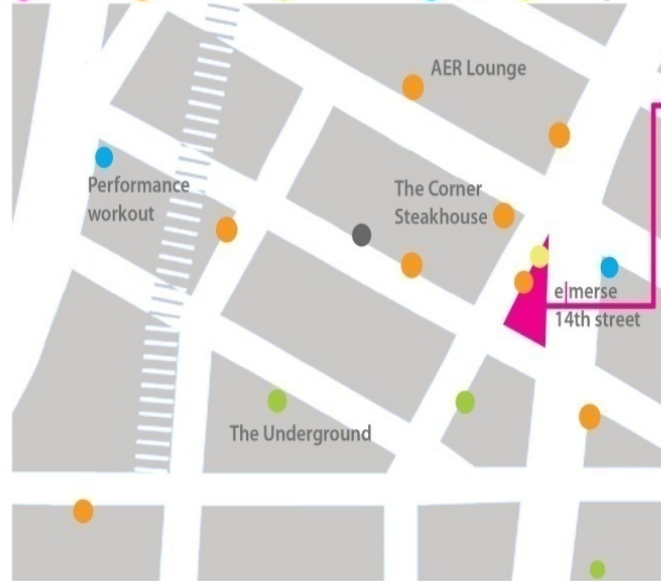 AER Lounge
Performance
workout
The Corner
Steakhouse
e|merse
14th street
The Underground